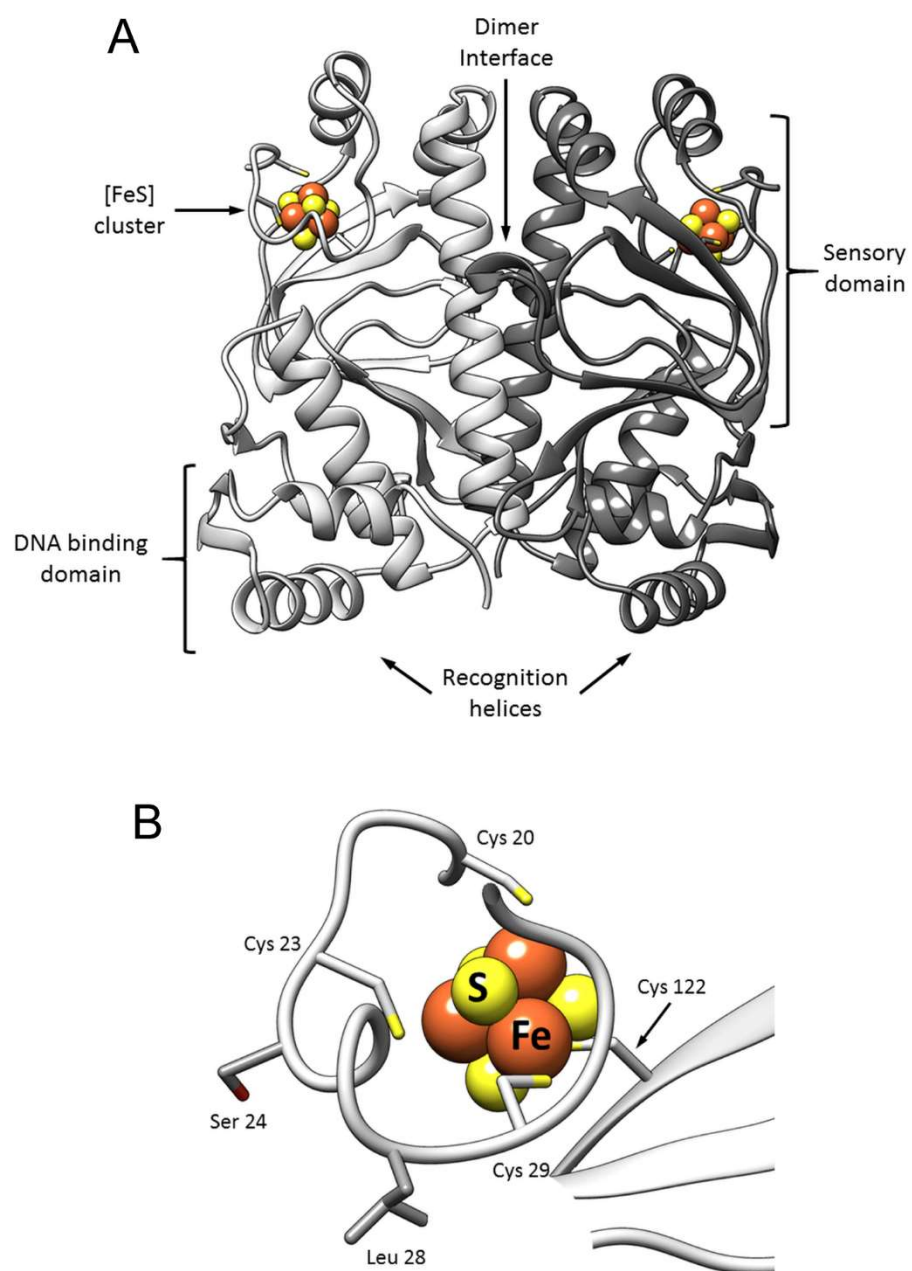 A
Dimer
Interface
[FeS]
cluster
Sensory
domain
DNA binding
domain
Recognition
helices
B
Cys 20
Cys 23
S
Cys 122
Fe
Ser 24
Cys 29
Leu 28